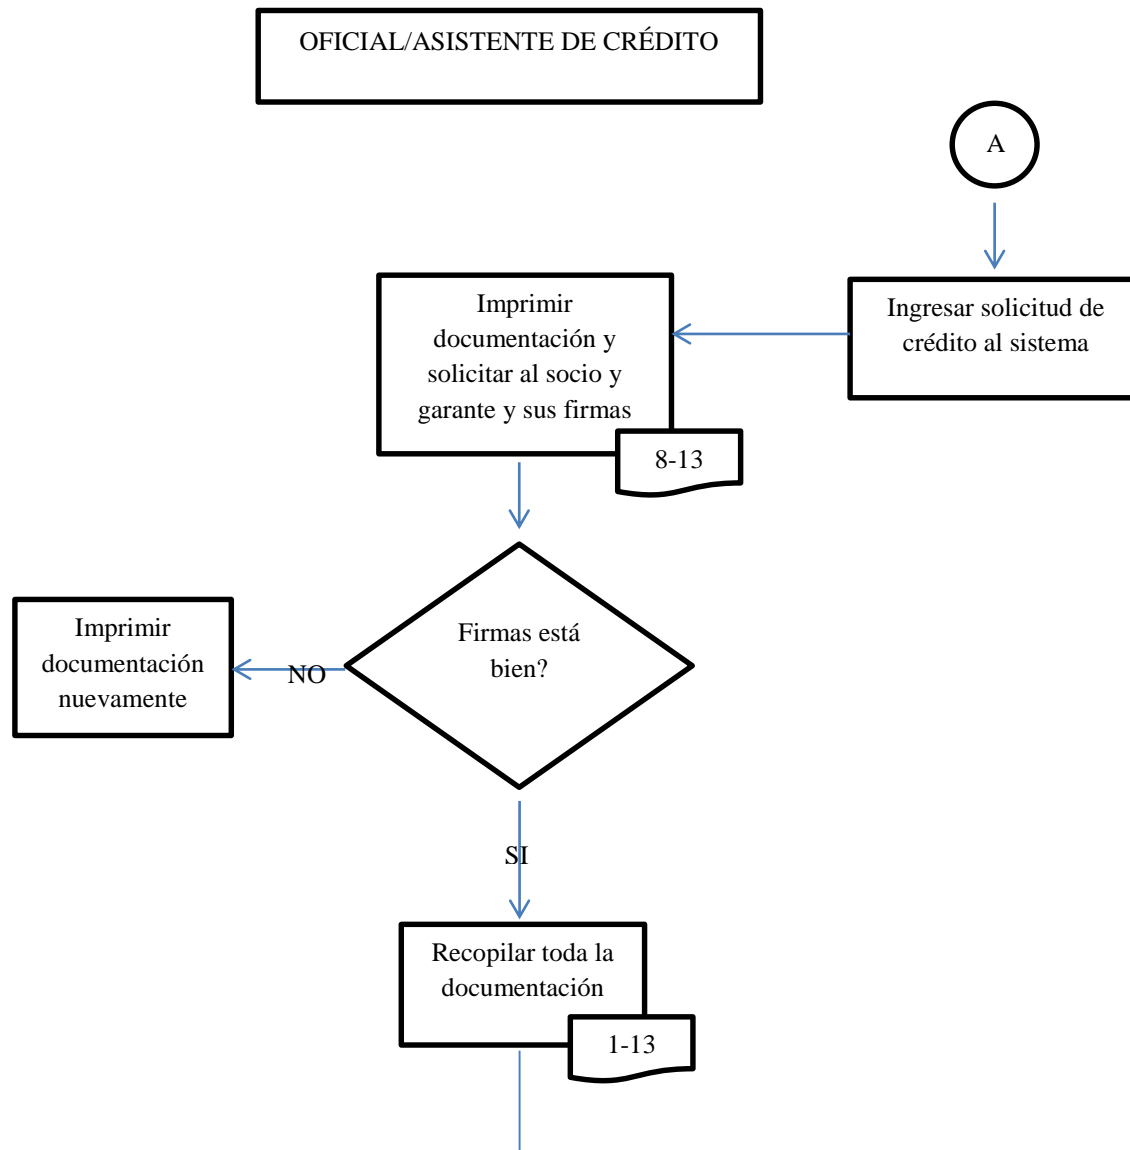 OFICIAL/ASISTENTE DE CRÉDITO
A
Ingresar solicitud de
crédito al sistema
Imprimir
documentación y
solicitar al socio y
garante y sus firmas
8-13
Firmas está
bien?
NO
Imprimir
documentación
nuevamente
SI
Recopilar toda la
documentación
1-13